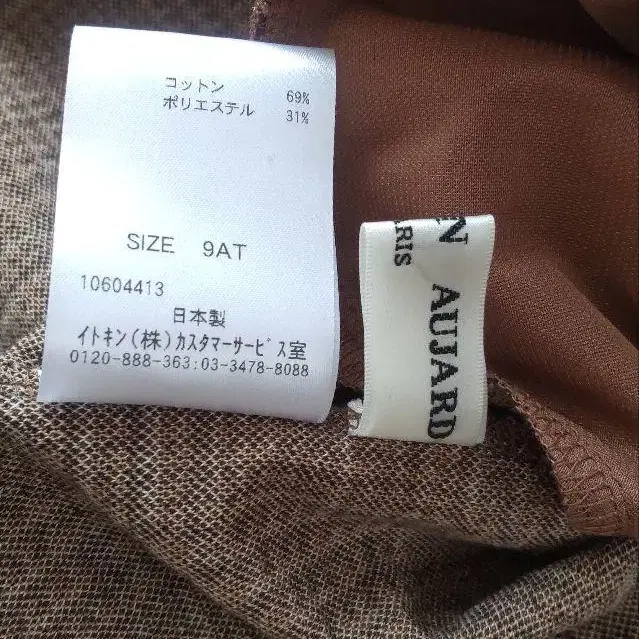 コットン 69%
ポリエステル 31%
SIZE 9AT
10604413
日本製
イトキン(株)カスタマーサービス室
0120-888-363:03-3478-8088
AUJARD